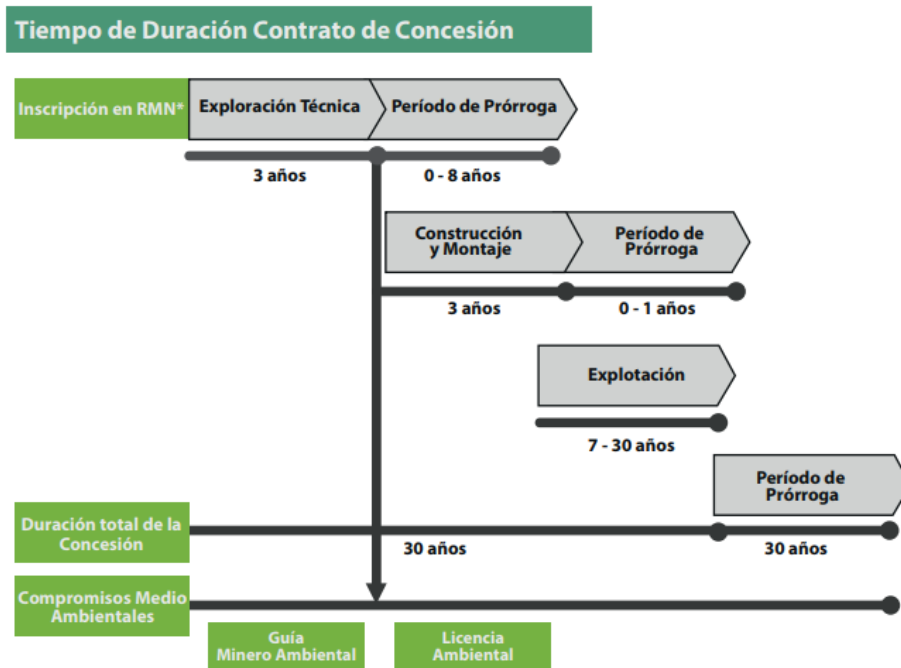 Tiempo de Duración Contrato de Concesión
Inscripción en RMN*
Exploración Técnica
Período de Prórroga
3 años
0 - 8 años
Construcción
y Montaje
Período de
Prórroga
3 años
0 - 1 años
Explotación
7 - 30 años
Período de
Prórroga
Duración total de la
Concesión
30 años
30 años
Compromisos Medio
Ambientales
Guía
Minero Ambiental
Licencia
Ambiental